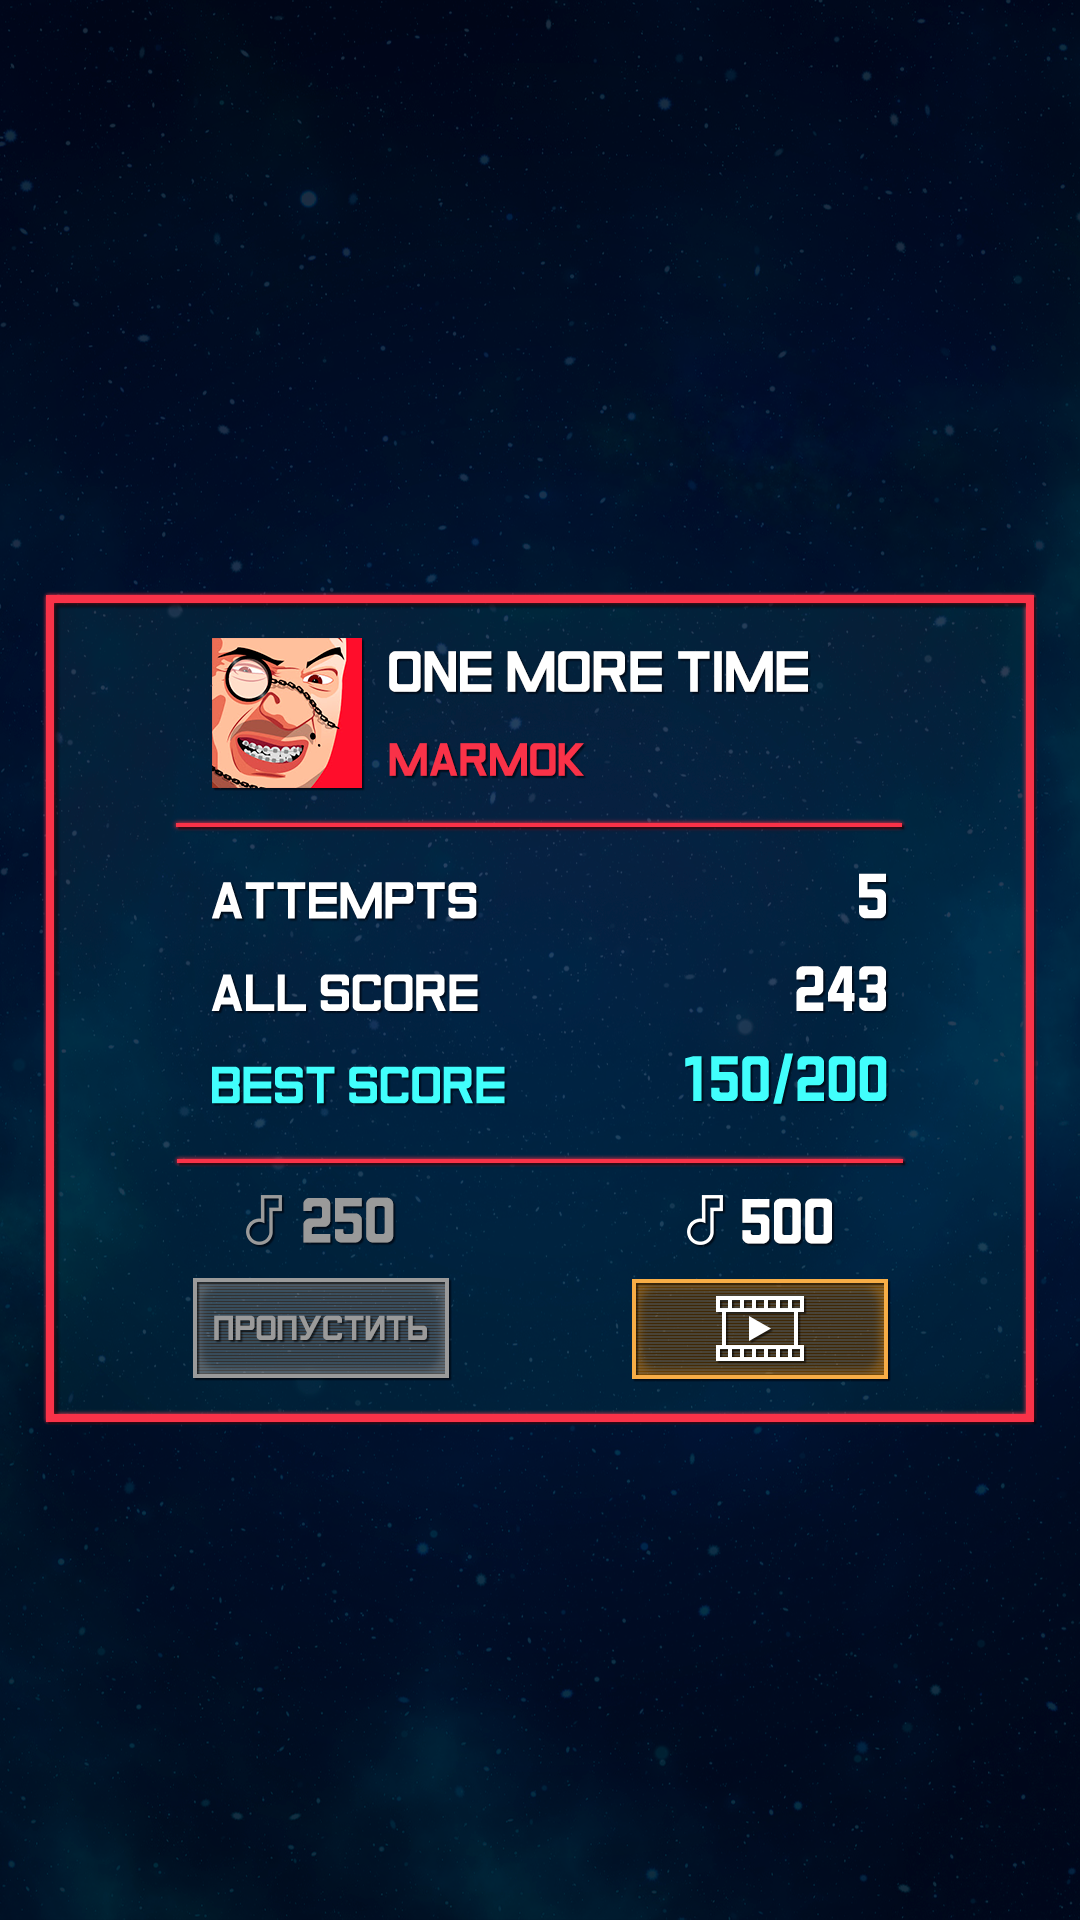 ONE MORE TIME
MARMOK
ATTEMPTS 5
ALL SCORE 243
BEST SCORE 150/200
250 500
ПРОПУСТИТЬ